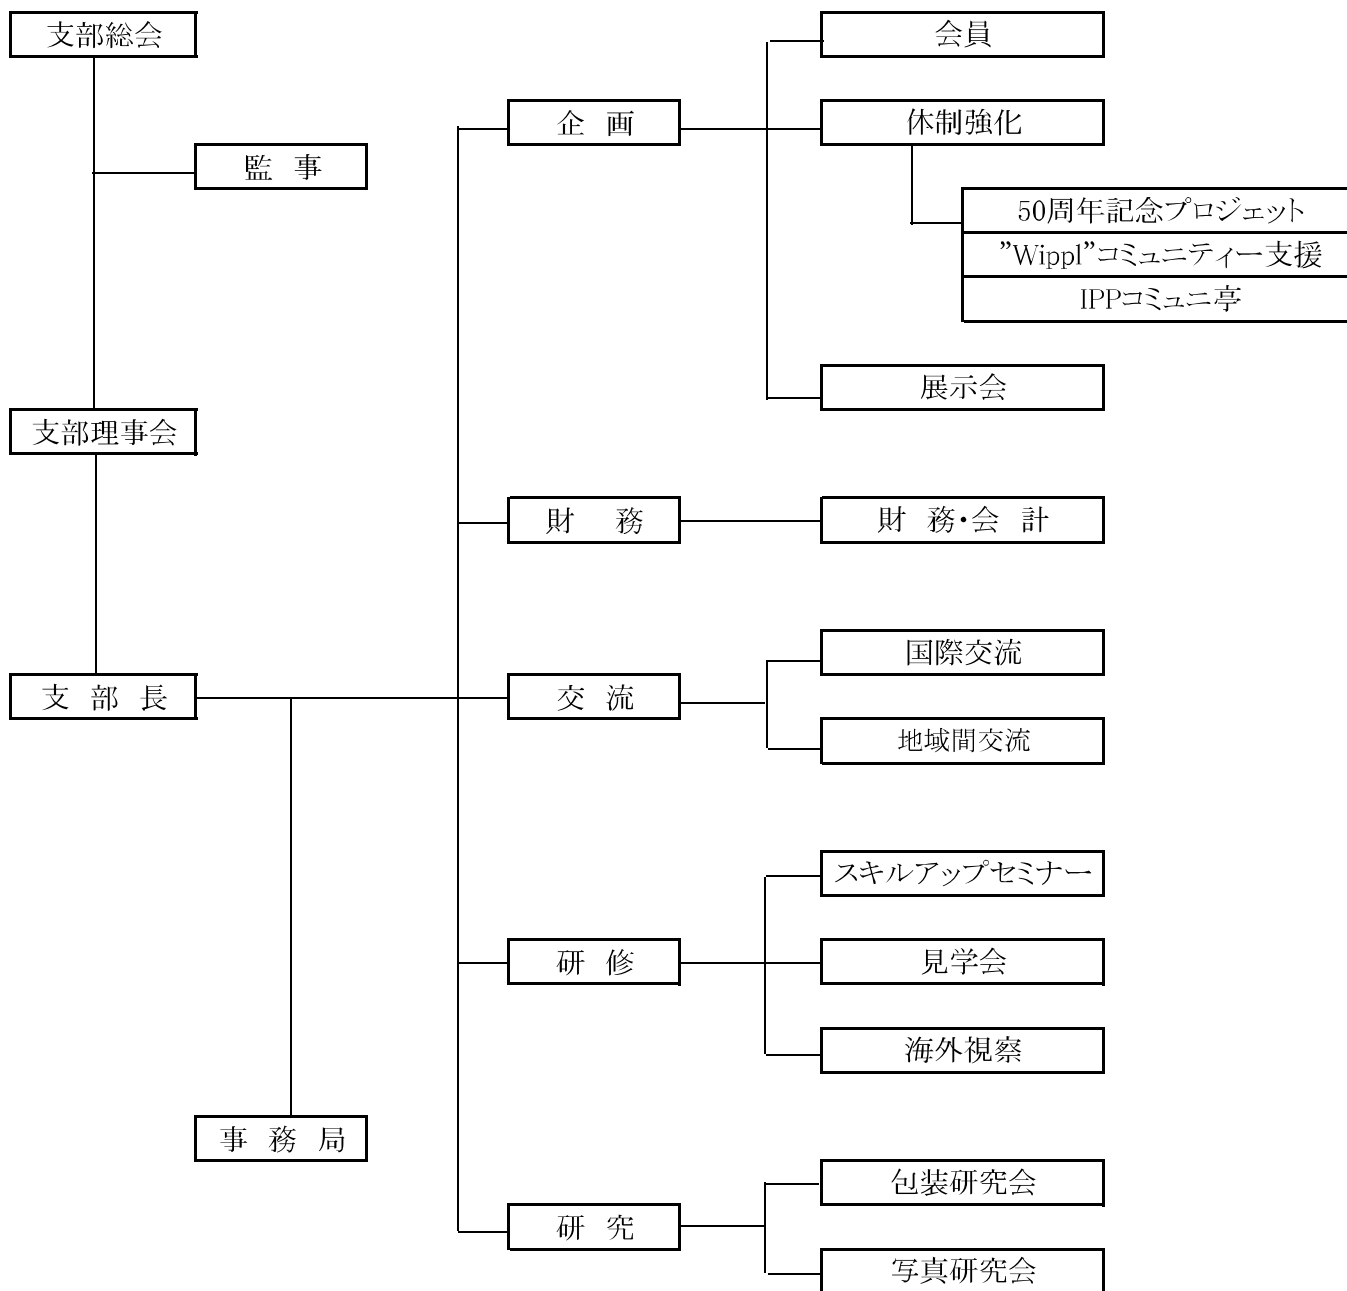 支部総会
会員
企画
休制強化
監事
50周年記念プロジェット
”Wippl”コミュニティー支援
IPPコミュニ亭
展示会
支部理事会
財務
財務・会計
国際交流
支部長
交流
地域間交流
スキルアップセミナー
研修
見学会
海外視察
事務局
包装研究会
研究
写真研究会